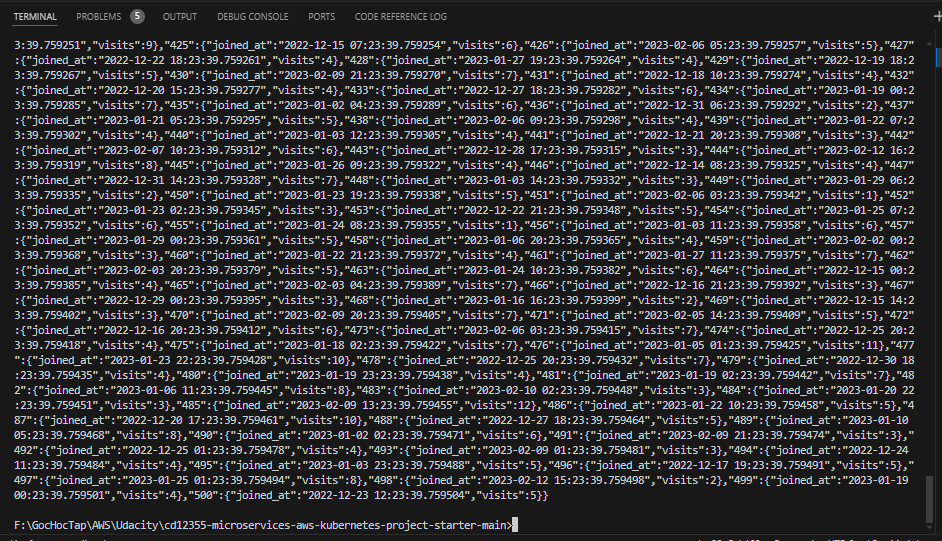 TERMINAL PROBLEMS 5 OUTPUT DEBUG CONSOLE PORTS CODE REFERENCE LOG
3:39.759251","visits":9},"425":{"joined_at":"2022-12-15 07:23:39.759254","visits":6},"426":{"joined_at":"2023-02-06 05:23:39.759257","visits":5},"427"
:{"joined_at":"2022-12-22 18:23:39.759261","visits":4},"428":{"joined_at":"2023-01-27 19:23:39.759264","visits":4},"429":{"joined_at":"2022-12-19 18:2
3:39.759267","visits":5},"430":{"joined_at":"2023-02-09 21:23:39.759270","visits":7},"431":{"joined_at":"2022-12-18 10:23:39.759274","visits":4},"432"
:{"joined_at":"2022-12-20 15:23:39.759277","visits":4},"433":{"joined_at":"2022-12-27 18:23:39.759282","visits":6},"434":{"joined_at":"2023-01-19 00:2
3:39.759285","visits":7},"435":{"joined_at":"2023-01-02 04:23:39.759289","visits":6},"436":{"joined_at":"2022-12-31 06:23:39.759292","visits":2},"437"
:{"joined_at":"2023-01-21 05:23:39.759295","visits":5},"438":{"joined_at":"2023-02-06 09:23:39.759298","visits":4},"439":{"joined_at":"2023-01-22 07:2
3:39.759302","visits":4},"440":{"joined_at":"2023-01-03 12:23:39.759305","visits":4},"441":{"joined_at":"2022-12-21 20:23:39.759308","visits":3},"442"
:{"joined_at":"2023-02-07 10:23:39.759312","visits":6},"443":{"joined_at":"2022-12-28 17:23:39.759315","visits":3},"444":{"joined_at":"2023-02-12 16:2
3:39.759319","visits":8},"445":{"joined_at":"2023-01-26 09:23:39.759322","visits":4},"446":{"joined_at":"2022-12-14 08:23:39.759325","visits":4},"447"
:{"joined_at":"2022-12-31 14:23:39.759328","visits":7},"448":{"joined_at":"2023-01-03 14:23:39.759332","visits":3},"449":{"joined_at":"2023-01-29 06:2
3:39.759335","visits":2},"450":{"joined_at":"2023-01-23 19:23:39.759338","visits":5},"451":{"joined_at":"2023-02-06 03:23:39.759342","visits":1},"452"
:{"joined_at":"2023-01-23 02:23:39.759345","visits":3},"453":{"joined_at":"2022-12-22 21:23:39.759348","visits":5},"454":{"joined_at":"2023-01-25 07:2
3:39.759352","visits":6},"455":{"joined_at":"2023-01-24 08:23:39.759355","visits":1},"456":{"joined_at":"2023-01-03 11:23:39.759358","visits":6},"457"
:{"joined_at":"2023-01-29 00:23:39.759361","visits":5},"458":{"joined_at":"2023-01-06 20:23:39.759365","visits":4},"459":{"joined_at":"2023-02-02 00:2
3:39.759368","visits":3},"460":{"joined_at":"2023-01-22 21:23:39.759372","visits":4},"461":{"joined_at":"2023-01-27 11:23:39.759375","visits":7},"462"
:{"joined_at":"2023-02-03 20:23:39.759379","visits":5},"463":{"joined_at":"2023-01-24 10:23:39.759382","visits":6},"464":{"joined_at":"2022-12-15 00:2
3:39.759385","visits":4},"465":{"joined_at":"2023-02-03 04:23:39.759389","visits":7},"466":{"joined_at":"2022-12-16 21:23:39.759392","visits":3},"467"
:{"joined_at":"2022-12-29 00:23:39.759395","visits":3},"468":{"joined_at":"2023-01-16 16:23:39.759399","visits":2},"469":{"joined_at":"2022-12-15 14:2
3:39.759402","visits":3},"470":{"joined_at":"2023-02-09 20:23:39.759405","visits":7},"471":{"joined_at":"2023-02-05 14:23:39.759409","visits":5},"472"
:{"joined_at":"2022-12-16 20:23:39.759412","visits":6},"473":{"joined_at":"2023-02-06 03:23:39.759415","visits":7},"474":{"joined_at":"2022-12-25 20:2
3:39.759418","visits":4},"475":{"joined_at":"2023-01-18 02:23:39.759422","visits":7},"476":{"joined_at":"2023-01-05 01:23:39.759425","visits":11},"477
":{"joined_at":"2023-01-23 22:23:39.759428","visits":10},"478":{"joined_at":"2022-12-25 20:23:39.759432","visits":7},"479":{"joined_at":"2022-12-30 18
:23:39.759435","visits":4},"480":{"joined_at":"2023-01-19 23:23:39.759438","visits":4},"481":{"joined_at":"2023-01-19 02:23:39.759442","visits":7},"48
2":{"joined_at":"2023-01-06 11:23:39.759445","visits":8},"483":{"joined_at":"2023-02-10 02:23:39.759448","visits":3},"484":{"joined_at":"2023-01-20 22
:23:39.759451","visits":3},"485":{"joined_at":"2023-02-09 13:23:39.759455","visits":12},"486":{"joined_at":"2023-01-22 10:23:39.759458","visits":5},"4
87":{"joined_at":"2022-12-20 17:23:39.759461","visits":10},"488":{"joined_at":"2022-12-27 18:23:39.759464","visits":5},"489":{"joined_at":"2023-01-10 
05:23:39.759468","visits":8},"490":{"joined_at":"2023-01-02 02:23:39.759471","visits":6},"491":{"joined_at":"2023-02-09 21:23:39.759474","visits":3},"
492":{"joined_at":"2022-12-25 01:23:39.759478","visits":4},"493":{"joined_at":"2023-02-09 01:23:39.759481","visits":3},"494":{"joined_at":"2022-12-24 
11:23:39.759484","visits":4},"495":{"joined_at":"2023-01-03 23:23:39.759488","visits":5},"496":{"joined_at":"2022-12-17 19:23:39.759491","visits":5},"
497":{"joined_at":"2023-01-25 01:23:39.759494","visits":8},"498":{"joined_at":"2023-02-12 15:23:39.759498","visits":2},"499":{"joined_at":"2023-01-19 
00:23:39.759501","visits":4},"500":{"joined_at":"2022-12-23 12:23:39.759504","visits":5}}
F:\GocHocTap\AWS\Udacity\cd12355-microservices-aws-kubernetes-project-starter-main>